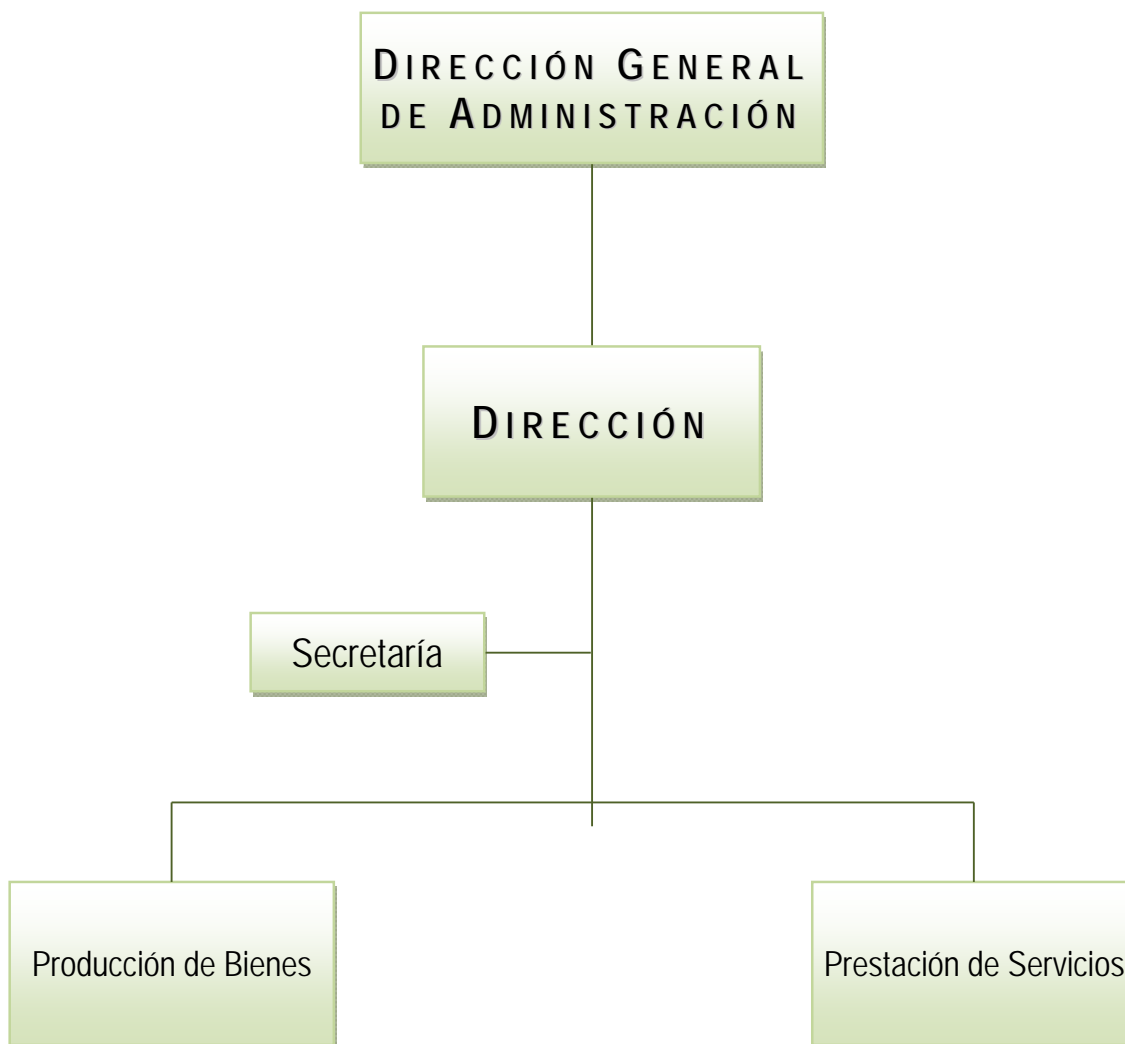 DIRECCIÓN GENERAL
DE ADMINISTRACIÓN
DIRECCIÓN
Secretaría
Producción de Bienes
Prestación de Servicios